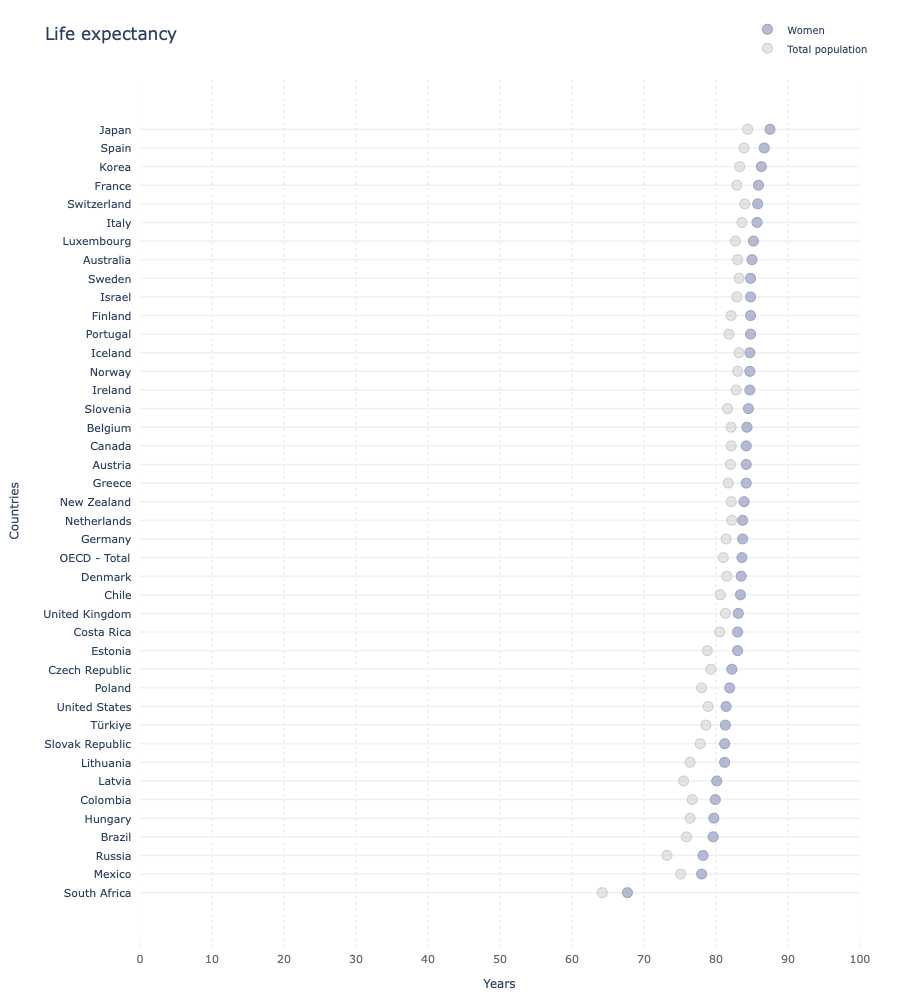 Life expectancy
Women
Total population
Japan
Spain
Korea
France
Switzerland
Italy
Luxembourg
Australia
Sweden
Israel
Finland
Portugal
Iceland
Norway
Ireland
Slovenia
Belgium
Canada
Austria
Greece
New Zealand
Netherlands
Germany
OECD - Total
Denmark
Chile
United Kingdom
Costa Rica
Estonia
Czech Republic
Poland
United States
Türkiye
Slovak Republic
Lithuania
Latvia
Colombia
Hungary
Brazil
Russia
Mexico
South Africa
Countries
0 10 20 30 40 50 60 70 80 90 100
Years